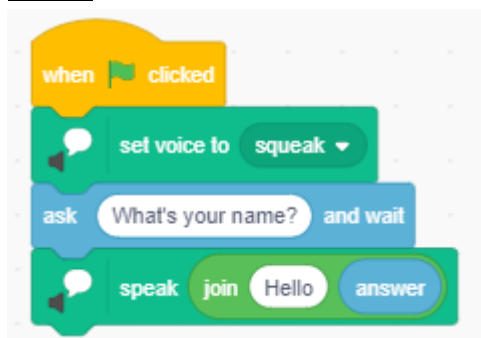 when clicked
set voice to squeak
ask What's your name? and wait
speak join Hello answer